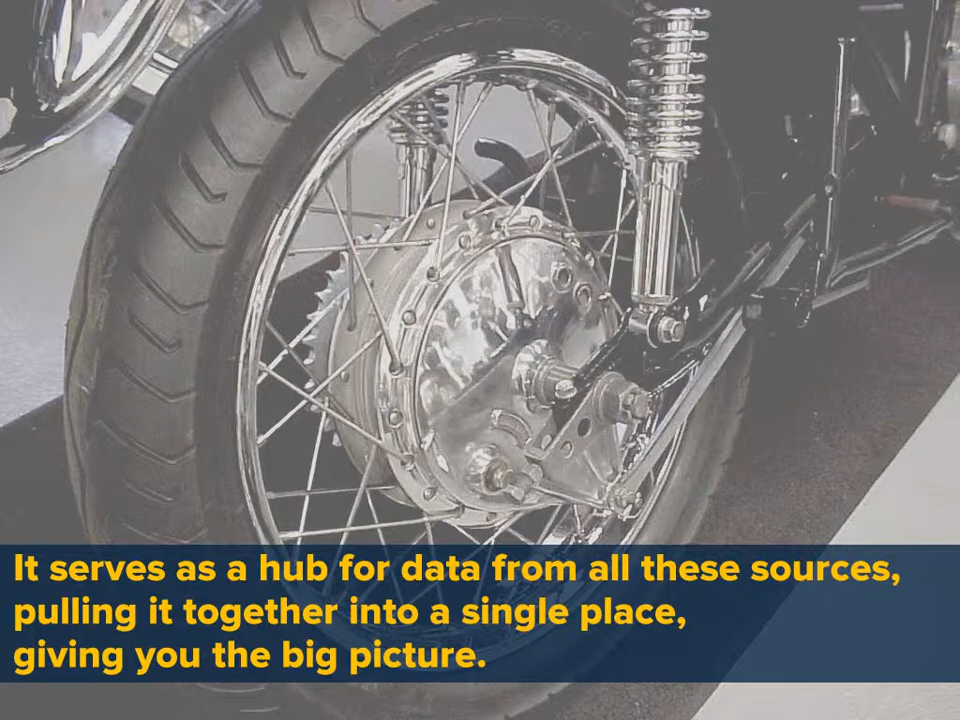 It serves as a hub for data from all these sources,
pulling it together into a single place,
giving you the big picture.